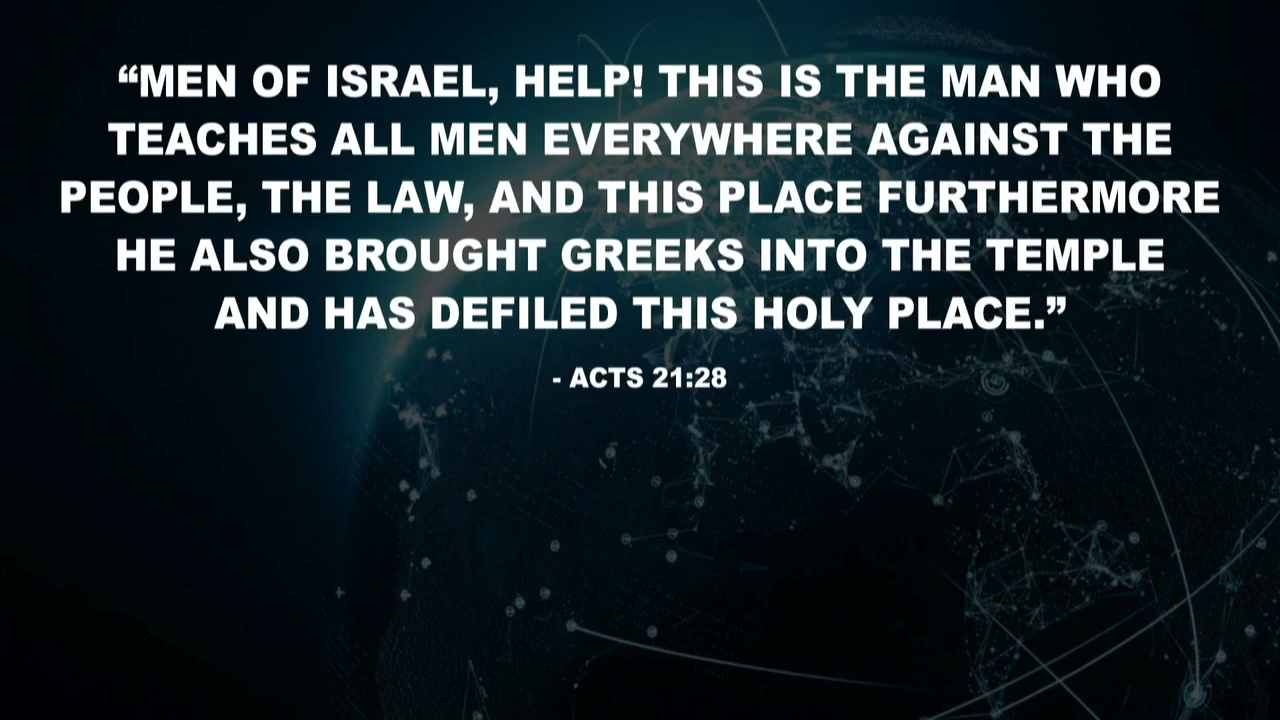 “MEN OF ISRAEL, HELP! THIS IS THE MAN WHO
TEACHES ALL MEN EVERYWHERE AGAINST THE
PEOPLE, THE LAW, AND THIS PLACE FURTHERMORE
HE ALSO BROUGHT GREEKS INTO THE TEMPLE
AND HAS DEFILED THIS HOLY PLACE.”
- ACTS 21:28